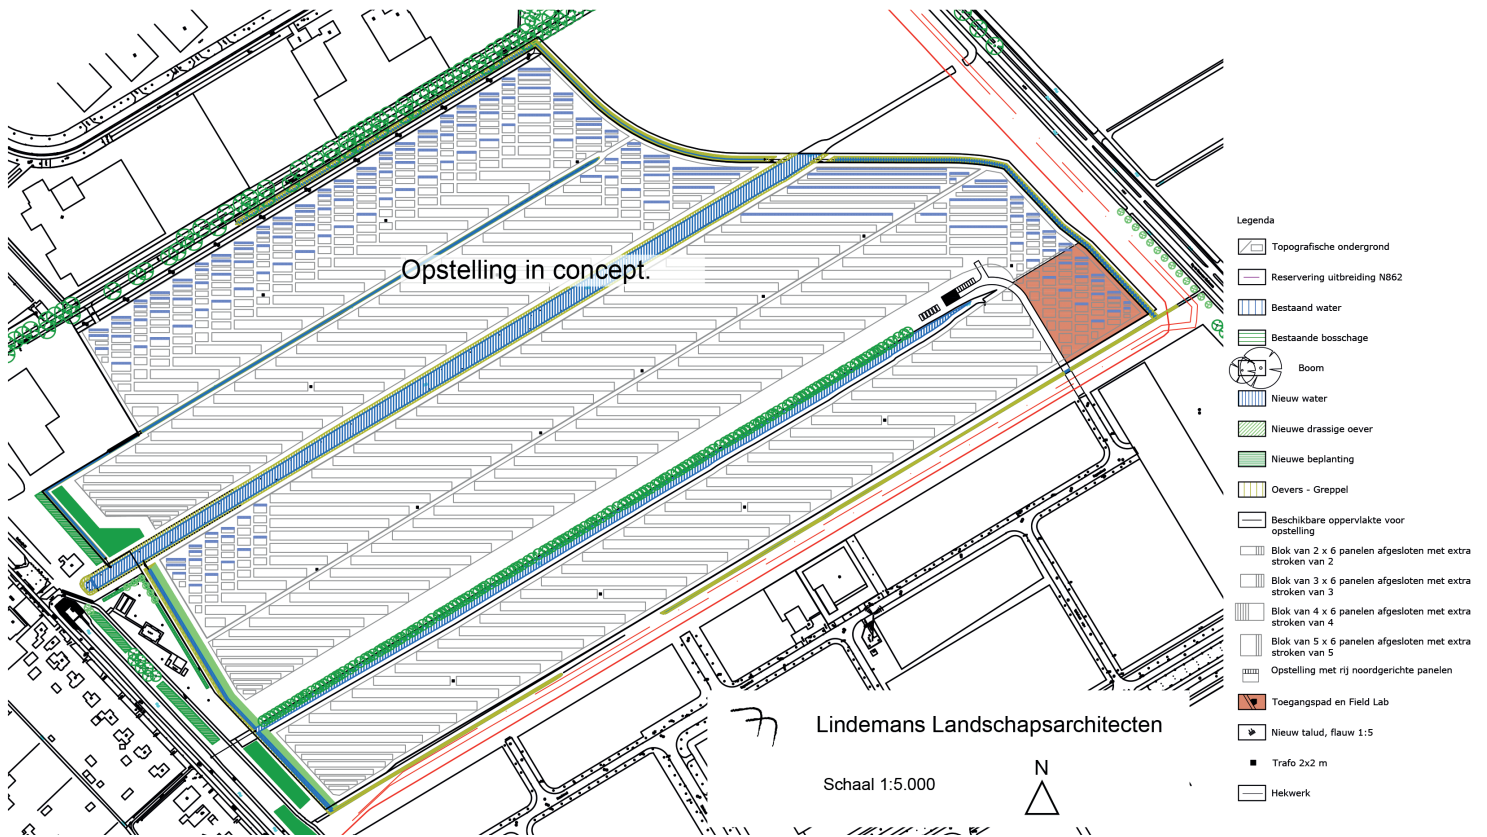 Opstelling in concept.
Legenda
Topografische ondergrond
Reservering uitbreiding N862
Bestaand water
Bestaande bosschage
Boom
Nieuw water
Nieuwe drassige oever
Nieuwe beplanting
Oevers - Greppel
Beschikbare oppervlakte voor
opstelling
Blok van 2 x 6 panelen afgesloten met extra
stroken van 2
Blok van 3 x 6 panelen afgesloten met extra
stroken van 3
Blok van 4 x 6 panelen afgesloten met extra
stroken van 4
Blok van 5 x 6 panelen afgesloten met extra
stroken van 5
Opstelling met rij noordgerichte panelen
Toegangspad en Field Lab
Nieuw talud, flauw 1:5
Trafo 2x2 m
Hekwerk
Lindemans Landschapsarchitecten
Schaal 1:5.000
N